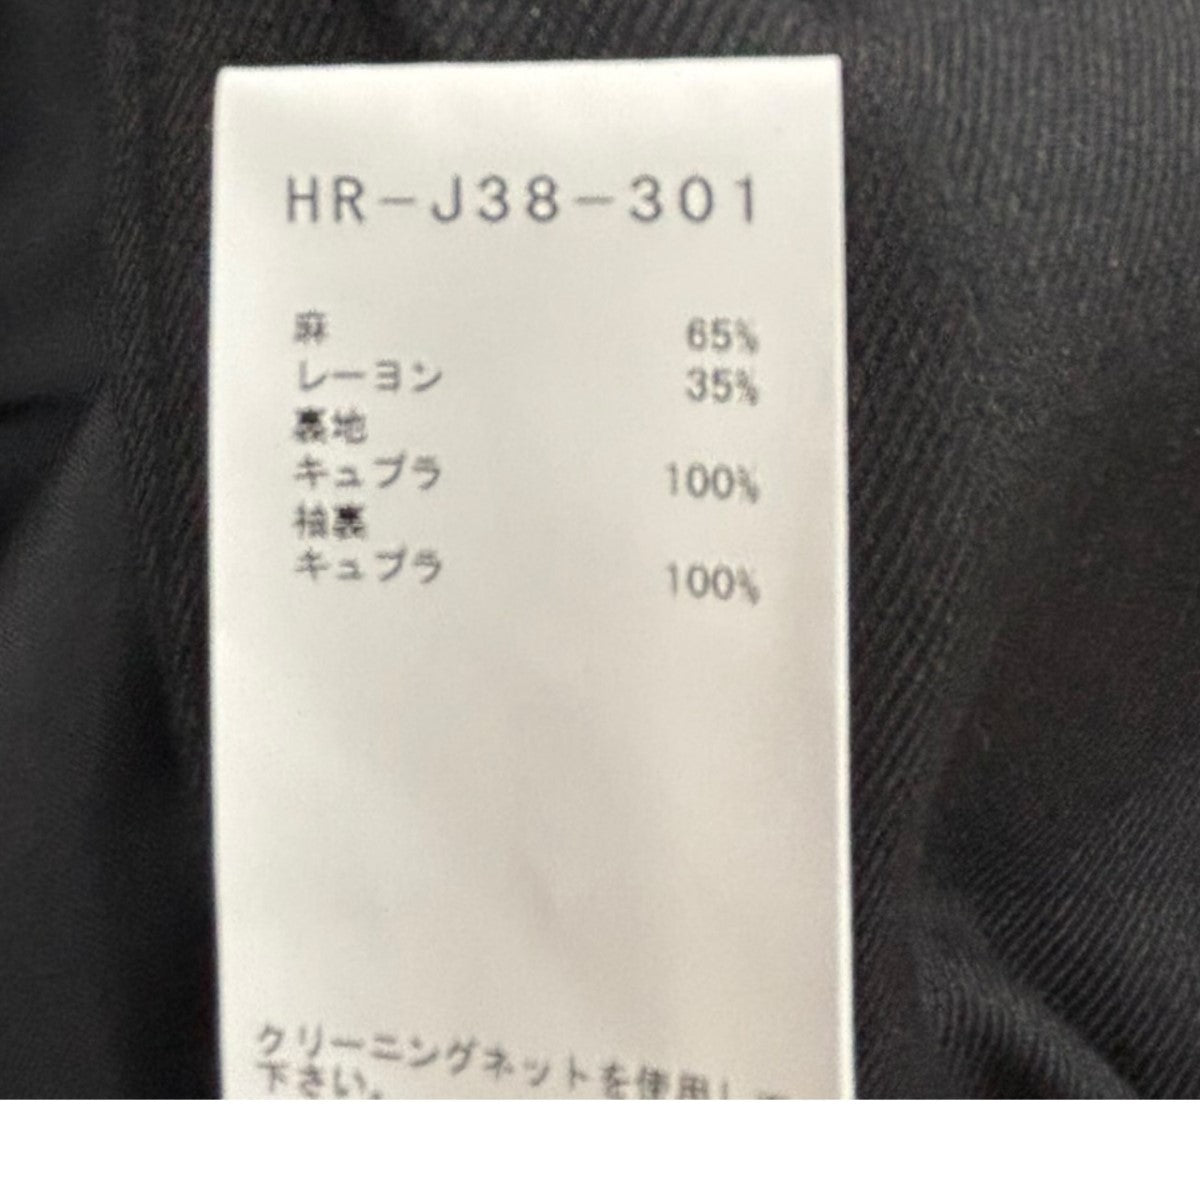 HR-J38-301
麻 65%
レーヨン 35%
裏地
キュプラ 100%
袖裏
キュプラ 100%
クリーニングネットを使用して
下さい。